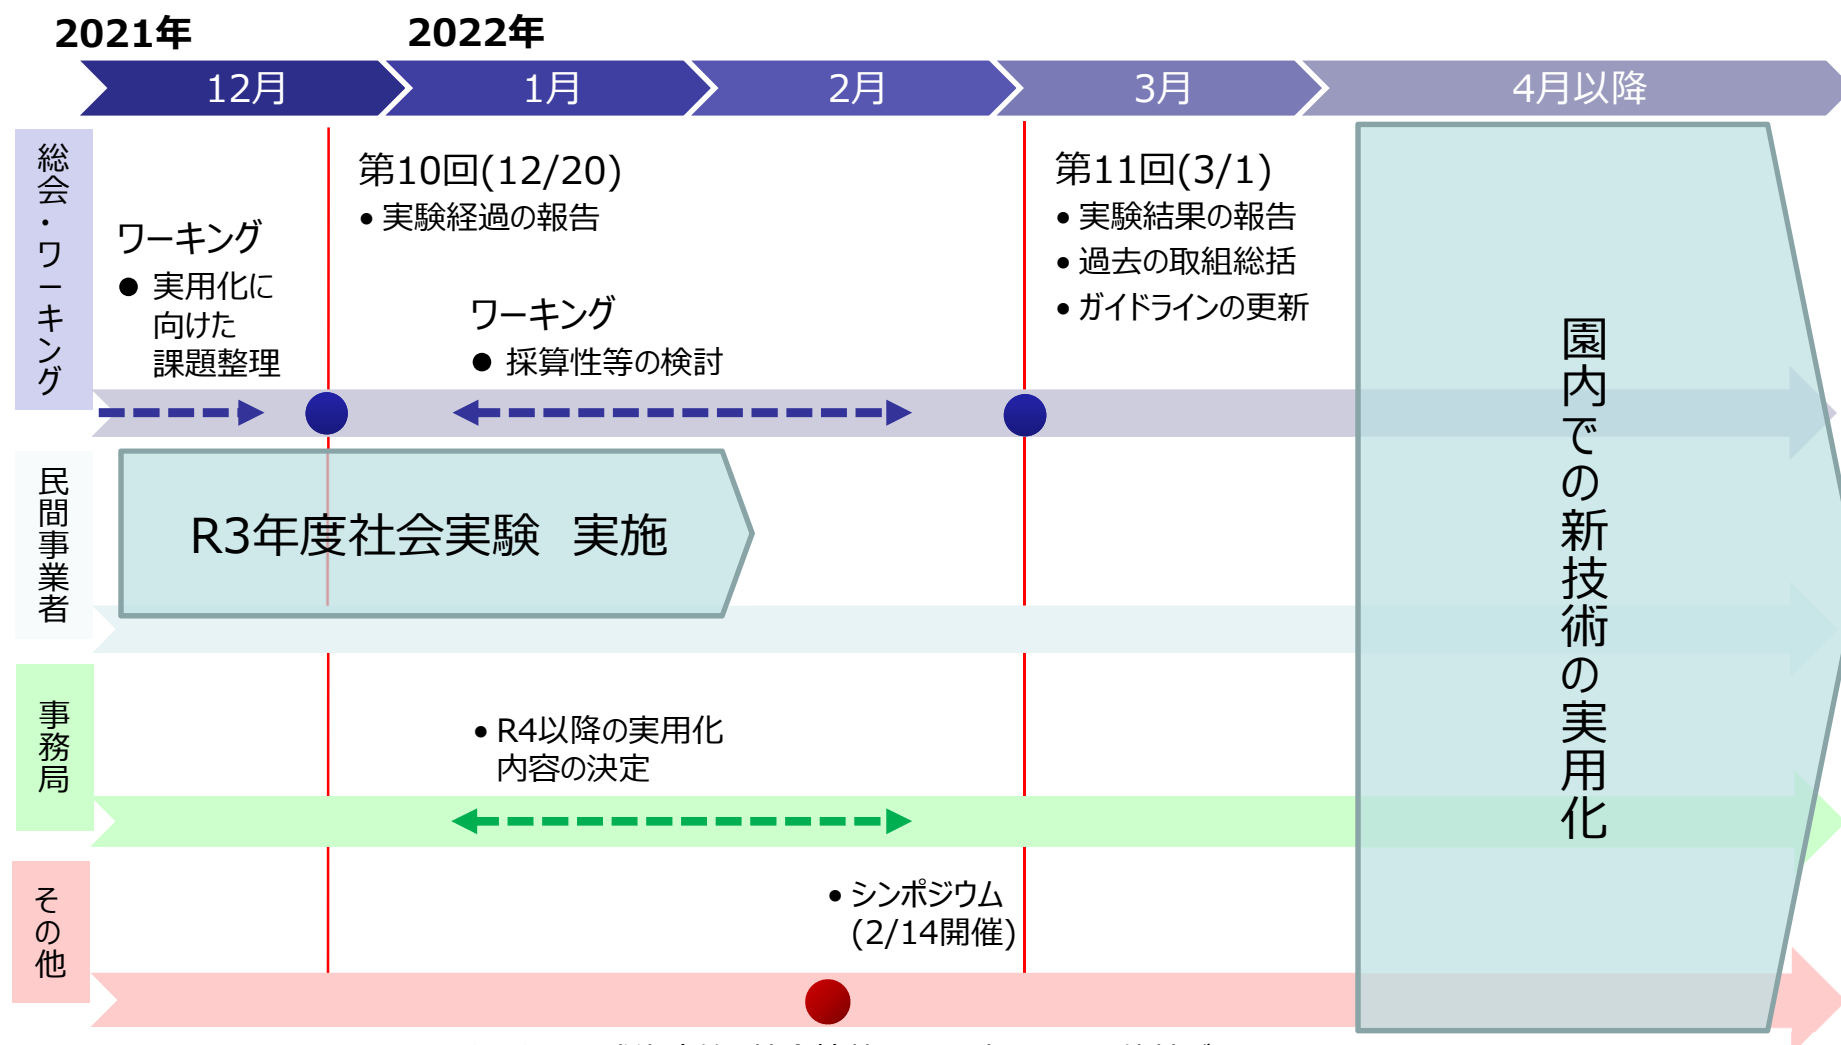 2021年
2022年
12月
1月
2月
3月
4月以降
総会・ワーキング
ワーキング
● 実用化に
向けた
課題整理
第10回(12/20)
• 実験経過の報告
ワーキング
● 採算性等の検討
第11回(3/1)
• 実験結果の報告
• 過去の取組総括
• ガイドラインの更新
民間事業者
R3年度社会実験　実施
事務局
• R4以降の実用化
内容の決定
その他
• シンポジウム
(2/14開催)
園内での新技術の実用化